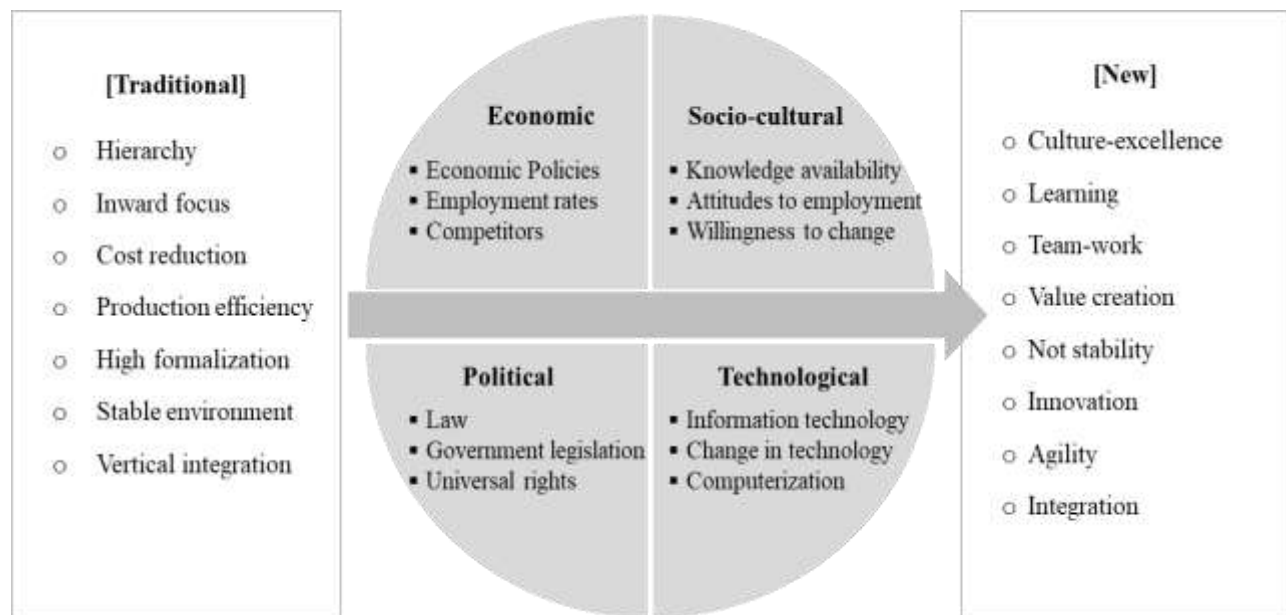 [Traditional]
○ Hierarchy
○ Inward focus
○ Cost reduction
○ Production efficiency
○ High formalization
○ Stable environment
○ Vertical integration
Economic
▪ Economic Policies
▪ Employment rates
▪ Competitors
Socio-cultural
▪ Knowledge availability
▪ Attitudes to employment
▪ Willingness to change
Political
▪ Law
▪ Government legislation
▪ Universal rights
Technological
▪ Information technology
▪ Change in technology
▪ Computerization
[New]
○ Culture-excellence
○ Learning
○ Team-work
○ Value creation
○ Not stability
○ Innovation
○ Agility
○ Integration